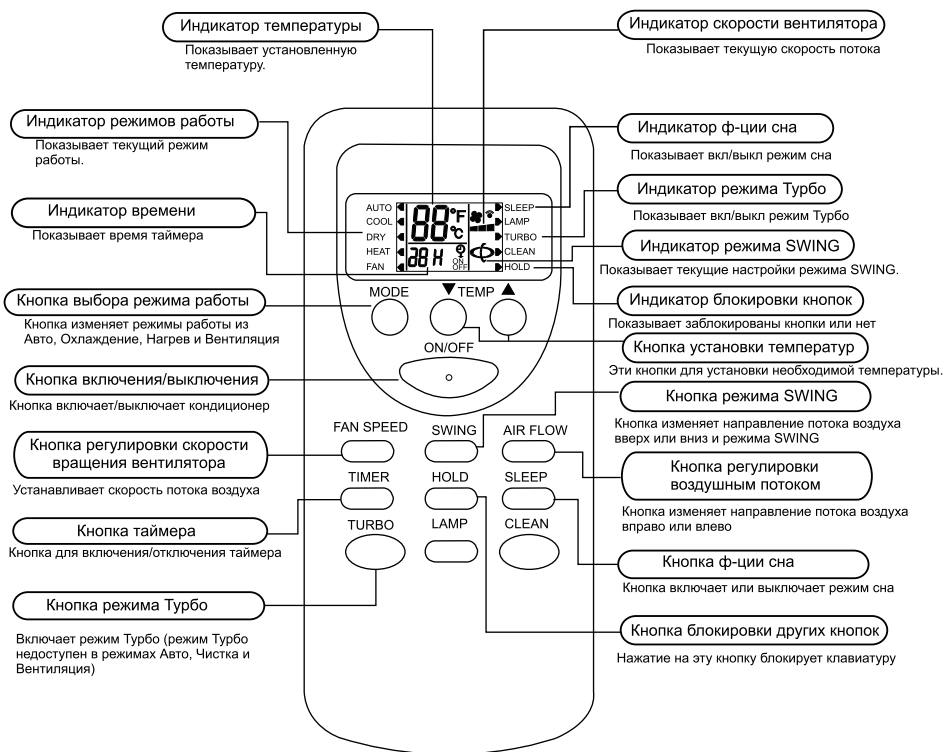 Индикатор температуры
Показывает установленную
температуру.
Индикатор скорости вентилятора
Показывает текущую скорость потока
Индикатор режимов работы
Показывает текущий режим
работы.
Индикатор времени
Показывает время таймера
Кнопка выбора режима работы
Кнопка изменяет режимы работы из
Авто, Охлаждение, Нагрев и Вентиляция
Кнопка включения/выключения
Кнопка включает/выключает кондиционер
Кнопка регулировки скорости
вращения вентилятора
Устанавливает скорость потока воздуха
Кнопка таймера
Кнопка для включения/отключения таймера
Кнопка режима Турбо
Включает режим Турбо (режим Турбо
недоступен в режимах Авто, Чистка и
Вентиляция)
AUTO
COOL
DRY
HEAT
FAN
88 °F
°C
38 H
ON
OFF
SLEEP
LAMP
TURBO
CLEAN
HOLD
MODE ▼ TEMP ▲
ON/OFF
FAN SPEED SWING AIR FLOW
TIMER HOLD SLEEP
TURBO LAMP CLEAN
Индикатор ф-ции сна
Показывает вкл/выкл режим сна
Индикатор режима Турбо
Показывает вкл/выкл режим Турбо
Индикатор режима SWING
Показывает текущие настройки режима SWING.
Индикатор блокировки кнопок
Показывает заблокированы кнопки или нет
Кнопка установки температур
Эти кнопки для установки необходимой температуры.
Кнопка режима SWING
Кнопка изменяет направление потока воздуха
вверх или вниз и режима SWING
Кнопка регулировки
воздушным потоком
Кнопка изменяет направление потока воздуха
вправо или влево
Кнопка ф-ции сна
Кнопка включает или выключает режим сна
Кнопка блокировки других кнопок
Нажатие на эту кнопку блокирует клавиатуру